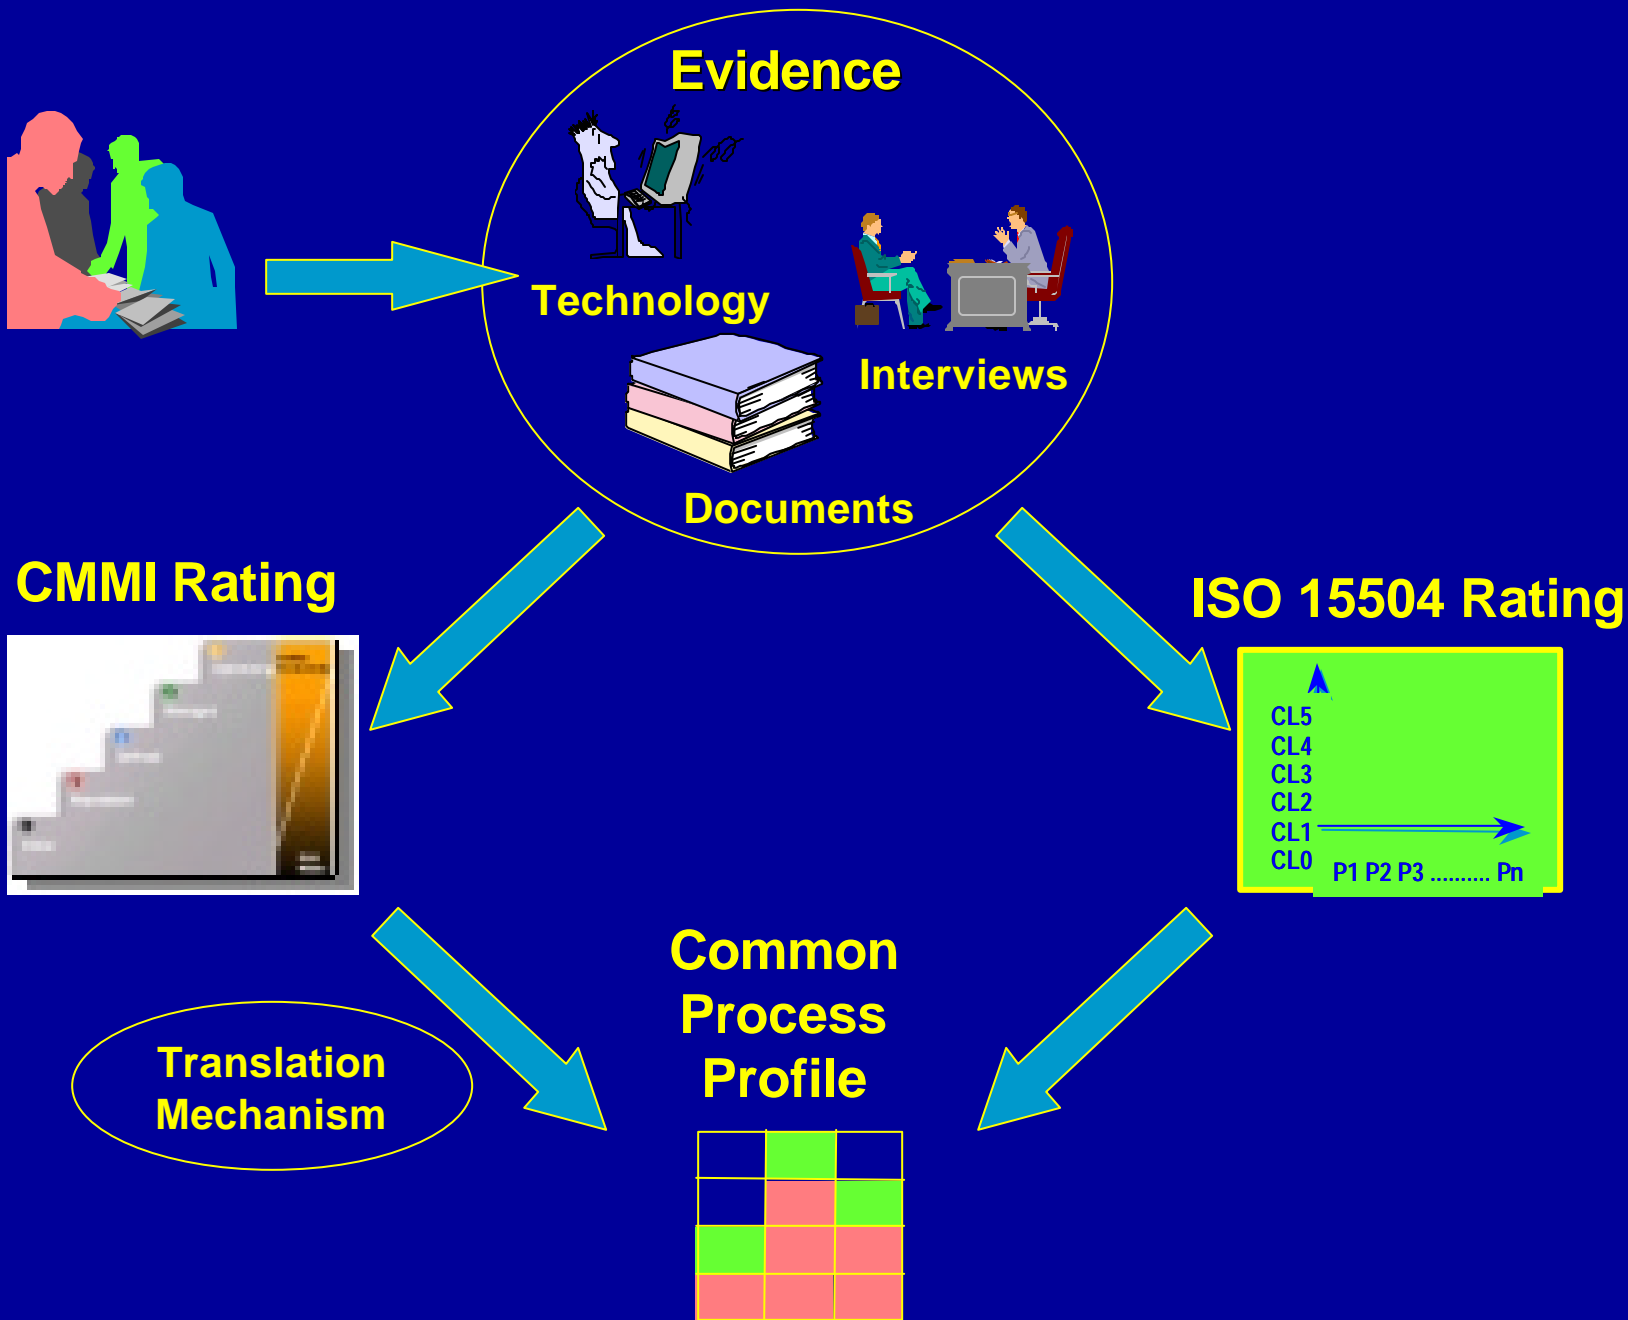 Evidence
Technology
Interviews
Documents
CMMI Rating
ISO 15504 Rating
CL5
CL4
CL3
CL2
CL1
CL0
P1 P2 P3 .......... Pn
Common
Process
Profile
Translation
Mechanism